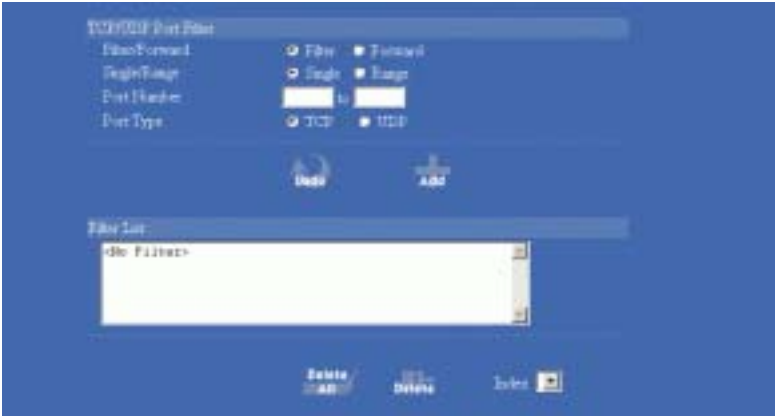 TCP/UDP Port Filter
Filter/Forward Filter Forward
Single/Range Single Range
Port Number to
Port Type TCP UDP
Undo Add
Filter List
<No Filter>
Delete All Delete Index